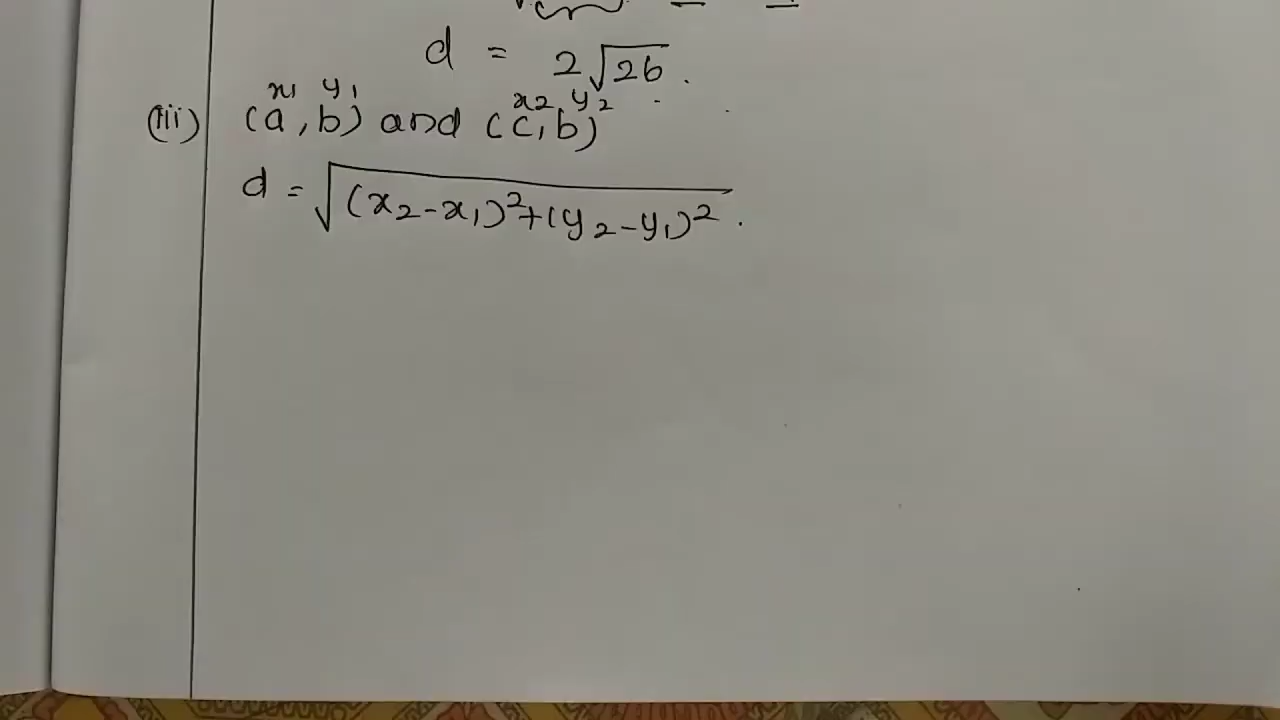 d = 2√26.
x1 y1 x2, y2
(iii) (a, b) and (c, b)
d = √(x2-x1)²+(y2-y1)².